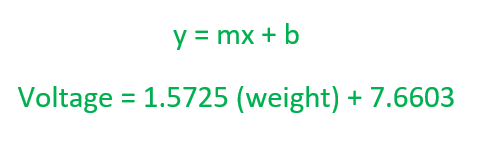 y = mx + b
Voltage = 1.5725 (weight) + 7.6603